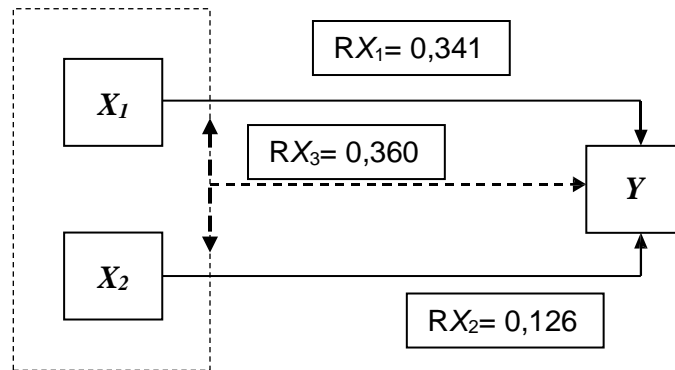 RX₁= 0,341
X₁
RX₃= 0,360
Y
X₂
RX₂= 0,126